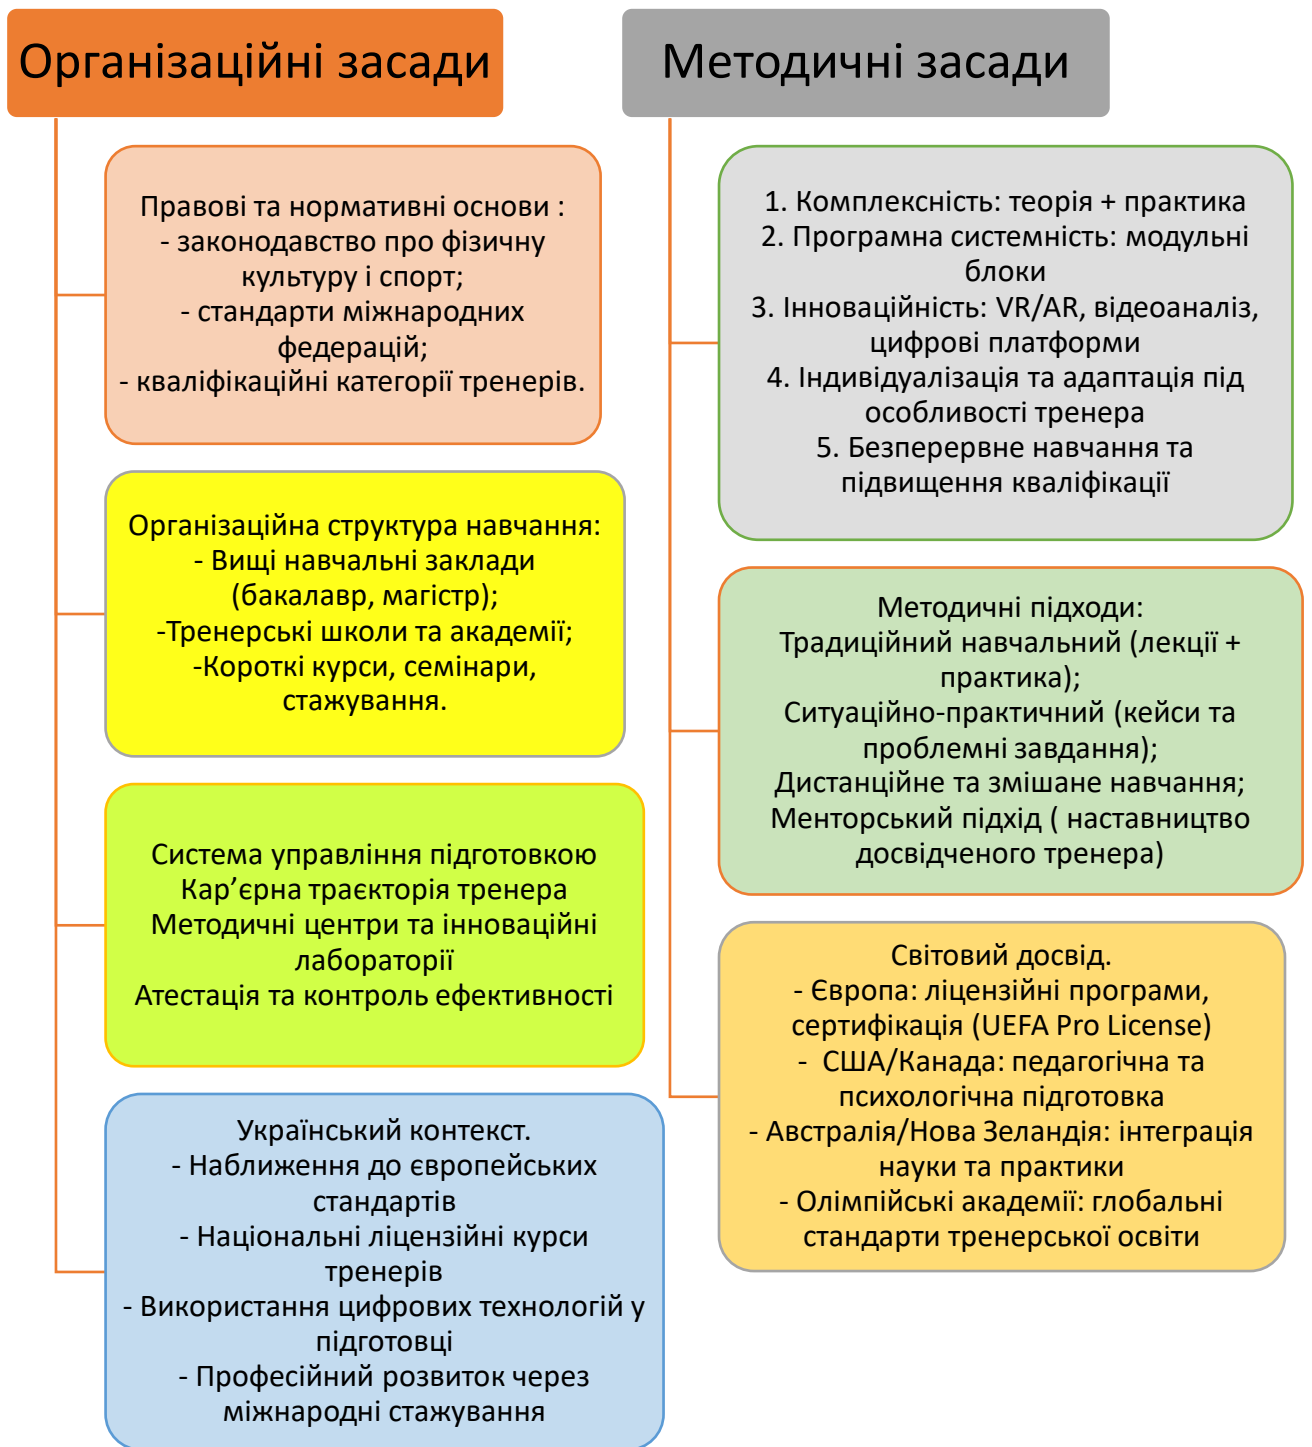 Організаційні засади
Правові та нормативні основи :
- законодавство про фізичну
культуру і спорт;
- стандарти міжнародних
федерацій;
- кваліфікаційні категорії тренерів.
Організаційна структура навчання:
- Вищі навчальні заклади
(бакалавр, магістр);
-Тренерські школи та академії;
-Короткі курси, семінари,
стажування.
Система управління підготовкою
Кар’єрна траєкторія тренера
Методичні центри та інноваційні
лабораторії
Атестація та контроль ефективності
Український контекст.
- Наближення до європейських
стандартів
- Національні ліцензійні курси
тренерів
- Використання цифрових технологій у
підготовці
- Професійний розвиток через
міжнародні стажування
Методичні засади
1. Комплексність: теорія + практика
2. Програмна системність: модульні
блоки
3. Інноваційність: VR/AR, відеоаналіз,
цифрові платформи
4. Індивідуалізація та адаптація під
особливості тренера
5. Безперервне навчання та
підвищення кваліфікації
Методичні підходи:
Традиційний навчальний (лекції +
практика);
Ситуаційно-практичний (кейси та
проблемні завдання);
Дистанційне та змішане навчання;
Менторський підхід ( наставництво
досвідченого тренера)
Світовий досвід.
- Європа: ліцензійні програми,
сертифікація (UEFA Pro License)
- США/Канада: педагогічна та
психологічна підготовка
- Австралія/Нова Зеландія: інтеграція
науки та практики
- Олімпійські академії: глобальні
стандарти тренерської освіти